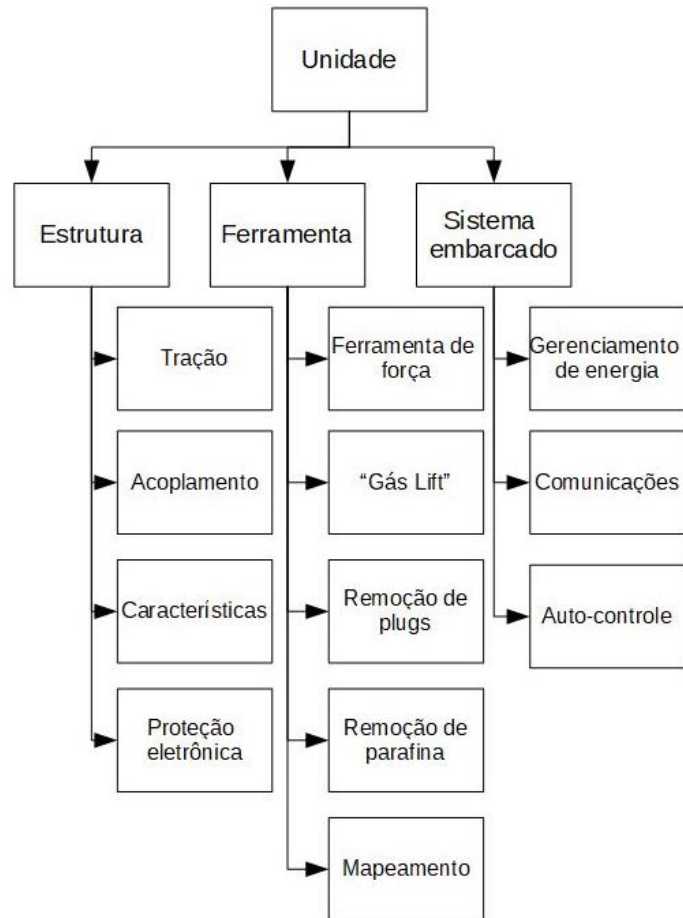 Unidade
Estrutura
Ferramenta
Sistema
embarcado
Tração
Acoplamento
Características
Proteção
eletrônica
Ferramenta de
força
“Gás Lift”
Remoção de
plugs
Remoção de
parafina
Mapeamento
Gerenciamento
de energia
Comunicações
Auto-controle